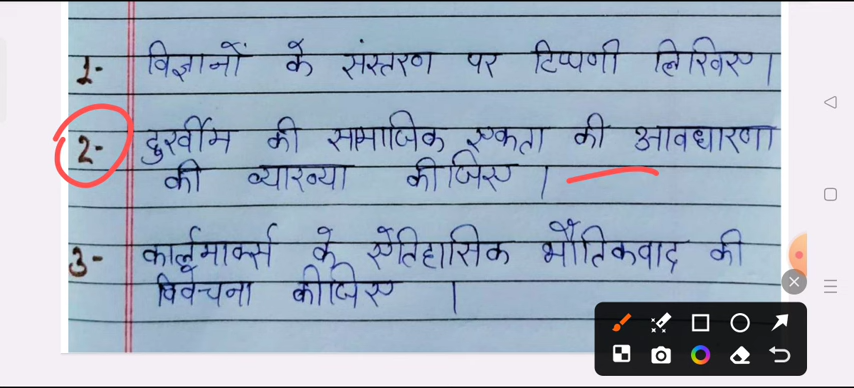 1- विज्ञानों के संस्तरण पर टिप्पणी लिखिए।
2- दुर्खीम की सामाजिक एकता की आवधारणा
की व्याख्या कीजिए।
3- कार्लमार्क्स के ऐतिहासिक भौतिकवाद की
विवेचना कीजिए।